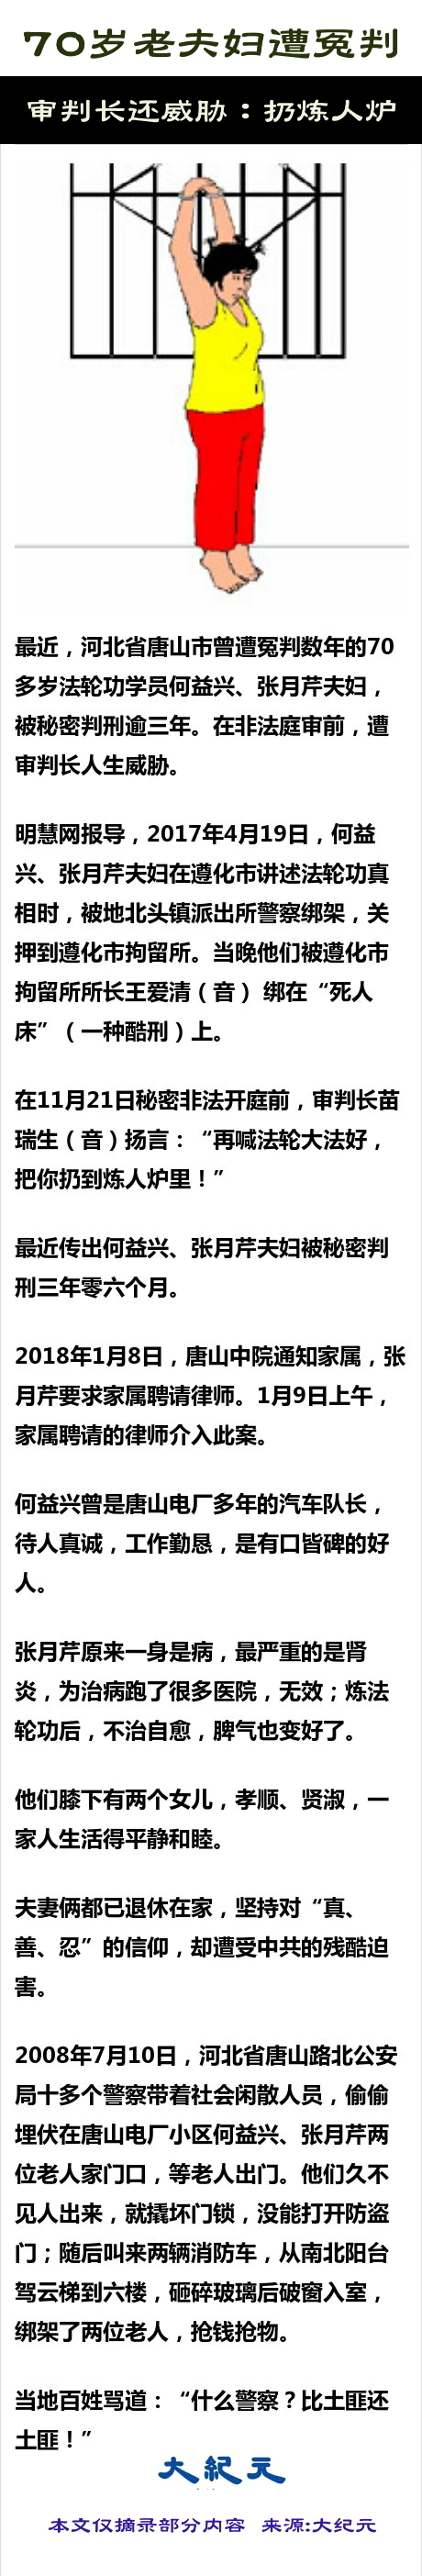 70岁老夫妇遭冤判
审判长还威胁：扔炼人炉
最近，河北省唐山市曾遭冤判数年的70
多岁法轮功学员何益兴、张月芹夫妇，
被秘密判刑逾三年。在非法庭审前，遭
审判长人生威胁。
明慧网报导，2017年4月19日，何益
兴、张月芹夫妇在遵化市讲述法轮功真
相时，被地北头镇派出所警察绑架，关
押到遵化市拘留所。当晚他们被遵化市
拘留所所长王爱清（音） 绑在“死人
床”（一种酷刑）上。
在11月21日秘密非法开庭前，审判长苗
瑞生（音）扬言：“再喊法轮大法好，
把你扔到炼人炉里！”
最近传出何益兴、张月芹夫妇被秘密判
刑三年零六个月。
2018年1月8日，唐山中院通知家属，张
月芹要求家属聘请律师。1月9日上午，
家属聘请的律师介入此案。
何益兴曾是唐山电厂多年的汽车队长，
待人真诚，工作勤恳，是有口皆碑的好
人。
张月芹原来一身是病，最严重的是肾
炎，为治病跑了很多医院，无效；炼法
轮功后，不治自愈，脾气也变好了。
他们膝下有两个女儿，孝顺、贤淑，一
家人生活得平静和睦。
夫妻俩都已退休在家，坚持对“真、
善、忍”的信仰，却遭受中共的残酷迫
害。
2008年7月10日，河北省唐山路北公安
局十多个警察带着社会闲散人员，偷偷
埋伏在唐山电厂小区何益兴、张月芹两
位老人家门口，等老人出门。他们久不
见人出来，就撬坏门锁，没能打开防盗
门；随后叫来两辆消防车，从南北阳台
驾云梯到六楼，砸碎玻璃后破窗入室，
绑架了两位老人，抢钱抢物。
当地百姓骂道：“什么警察？比土匪还
土匪！”
大紀元
本文仅摘录部分内容 来源:大纪元